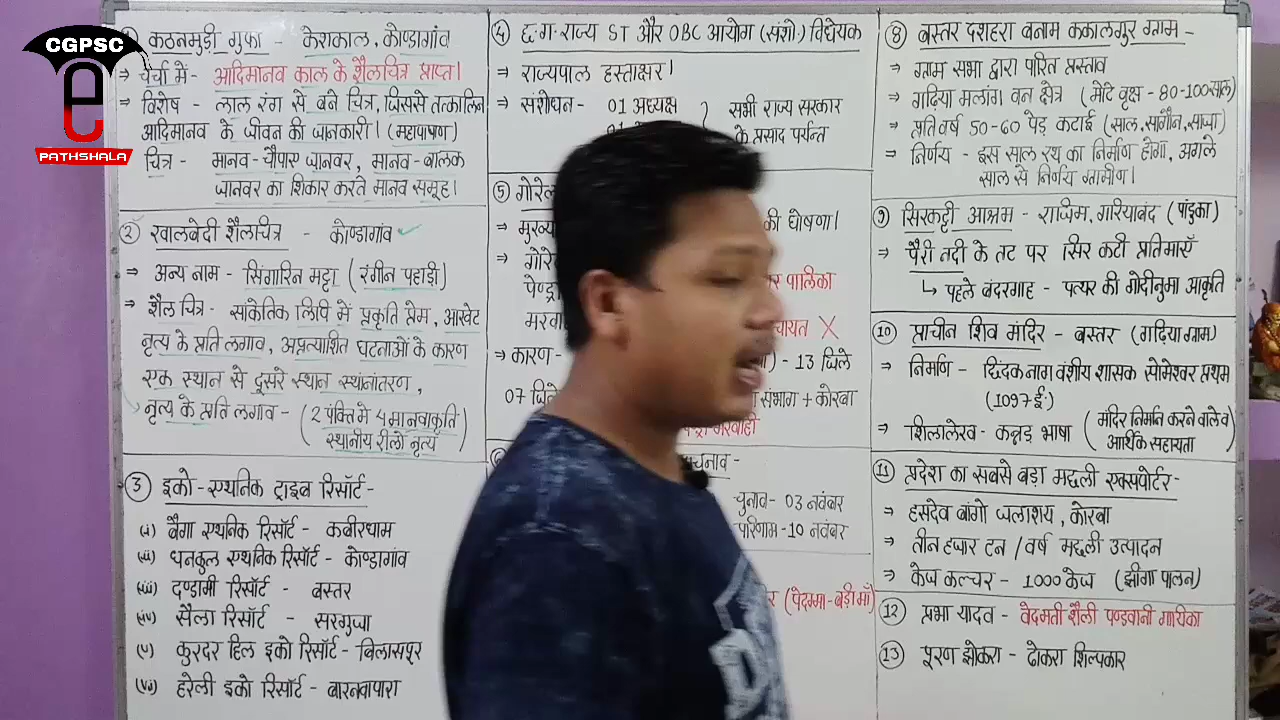 CGPSC
e
PATHSHALA
कठनमुड़ी गुफा - केशकाल, कोण्डागाँव
⇒ चर्चा में- आदिमानव काल के शैलचित्र प्राप्त।
⇒ विशेष - लाल रंग से बने चित्र, जिससे तत्कालिन
आदिमानव के जीवन की जानकारी। (महापाषाण)
चित्र - मानव-चौपाए जानवर, मानव-बालक
जानवर का शिकार करते मानव समूह।
② खालबेदी शैलचित्र - कोण्डागाँव
⇒ अन्य नाम - सिंगारिन मट्टा (रंगीन पहाड़ी)
⇒ शैल चित्र - सांकेतिक लिपि में प्रकृति प्रेम, आखेट
नृत्य के प्रति लगाव, अप्रत्याशित घटनाओं के कारण
एक स्थान से दूसरे स्थान स्थानांतरण,
नृत्य के प्रति लगाव - (2 पंक्ति में 4 मानवाकृति
स्थानीय रीलो नृत्य)
③ इको-एथनिक ट्राइब रिसॉर्ट-
(i) बैगा एथनिक रिसॉर्ट - कबीरधाम
(ii) धनकुल एथनिक रिसॉर्ट - कोण्डागाँव
(iii) दण्डामी रिसॉर्ट - बस्तर
(iv) सैला रिसॉर्ट - सरगुजा
(v) कुरदर हिल इको रिसॉर्ट - बिलासपुर
(vi) हरेली इको रिसॉर्ट - बारनवापारा
④ छ.ग. राज्य ST और OBC आयोग (संशो.) विधेयक
⇒ राज्यपाल हस्ताक्षर।
⇒ संशोधन - 01 अध्यक्ष } सभी राज्य सरकार
के प्रसाद पर्यन्त
⑤
की घोषणा।
पालिका
X
⇒ कारण - - 13 जिले
07 संभाग + कोरबा
चुनाव - 03 नवंबर
परिणाम - 10 नवंबर
(पेदम्मा-बड़ी माँ)
⑧ बस्तर दशहरा बनाम ककालगुर ग्राम -
⇒ ग्राम सभा द्वारा पारित प्रस्ताव
⇒ गदिया मलांग वन क्षेत्र (मोटे वृक्ष - 80-100साल)
⇒ प्रतिवर्ष 50-60 पेड़ कटाई (साल, सागौन, साजा)
⇒ निर्णय - इस साल रथ का निर्माण होगा, अगले
साल से निर्णय ग्रामीण।
⑨ सिरकट्टी आश्रम - राजिम, गरियाबंद (पांडुका)
⇒ पैरी नदी के तट पर सिर कटी प्रतिमाएँ
↳ पहले बंदरगाह - पत्थर की गोदीनुमा आकृति
⑩ प्राचीन शिव मंदिर - बस्तर (गदिया ग्राम)
⇒ निर्माण - छिंदक नाग वंशीय शासक सोमेश्वर प्रथम
(1097 ई.)
⇒ शिलालेख - कन्नड़ भाषा (मंदिर निर्माण करने वाले व
आर्थिक सहायता)
⑪ प्रदेश का सबसे बड़ा मछली एक्सपोर्टर -
⇒ हसदेव बांगो जलाशय, कोरबा
⇒ तीन हजार टन / वर्ष मछली उत्पादन
⇒ केज कल्चर - 1000 केज (झींगा पालन)
⑫ प्रभा यादव - वेदमती शैली पण्डवानी गायिका
⑬ पूरण झोकरा - ढोकरा शिल्पकार